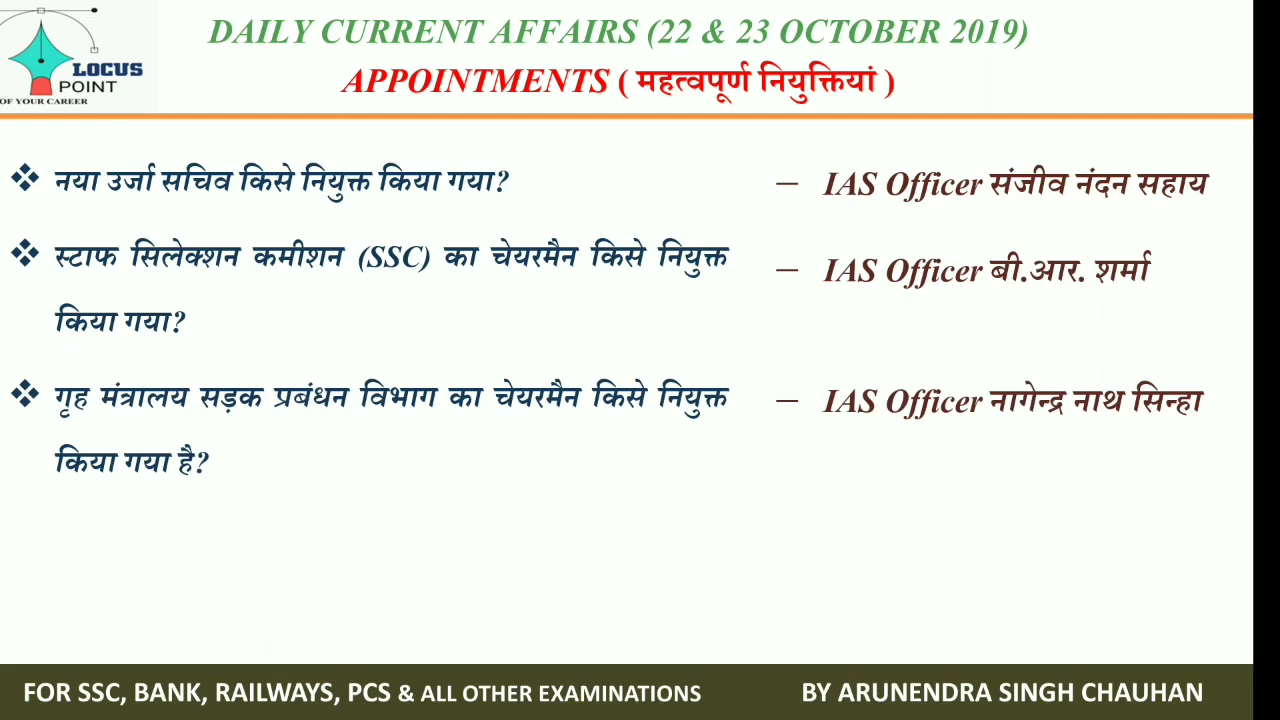 DAILY CURRENT AFFAIRS (22 & 23 OCTOBER 2019)
LOCUS
POINT
OF YOUR CAREER
APPOINTMENTS ( महत्वपूर्ण नियुक्तियां )
❖ नया उर्जा सचिव किसे नियुक्त किया गया?
– IAS Officer संजीव नंदन सहाय
❖ स्टाफ सिलेक्शन कमीशन (SSC) का चेयरमैन किसे नियुक्त
किया गया?
– IAS Officer बी.आर. शर्मा
❖ गृह मंत्रालय सड़क प्रबंधन विभाग का चेयरमैन किसे नियुक्त
किया गया है?
– IAS Officer नागेन्द्र नाथ सिन्हा
FOR SSC, BANK, RAILWAYS, PCS & ALL OTHER EXAMINATIONS
BY ARUNENDRA SINGH CHAUHAN